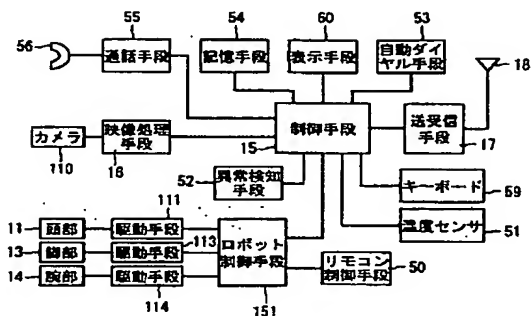 56
55
通話手段
54
記憶手段
60
表示手段
53
自動ダイ
ヤル手段
18
カメラ
110
映像処理
手段
16
制御手段
15
送受信
手段
17
異常検知
手段
52
キーボード
59
温度センサ
51
11
頭部
駆動手段
111
13
脚部
駆動手段
113
14
腕部
駆動手段
114
ロボット
制御手段
151
リモコン
制御手段
50